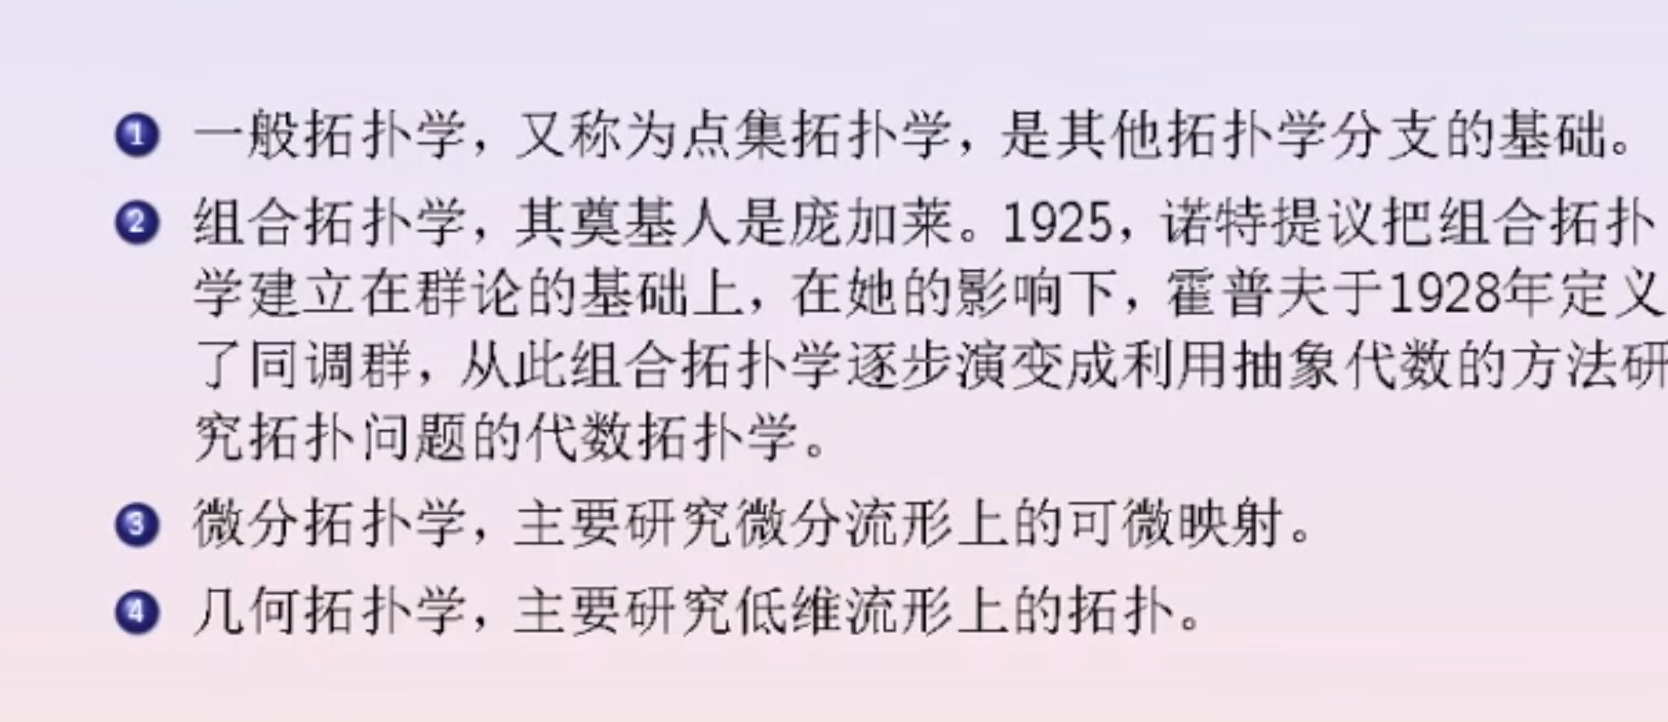 1 一般拓扑学，又称为点集拓扑学，是其他拓扑学分支的基础。
2 组合拓扑学，其奠基人是庞加莱。1925，诺特提议把组合拓扑
学建立在群论的基础上，在她的影响下，霍普夫于1928年定义
了同调群，从此组合拓扑学逐步演变成利用抽象代数的方法研
究拓扑问题的代数拓扑学。
3 微分拓扑学，主要研究微分流形上的可微映射。
4 几何拓扑学，主要研究低维流形上的拓扑。